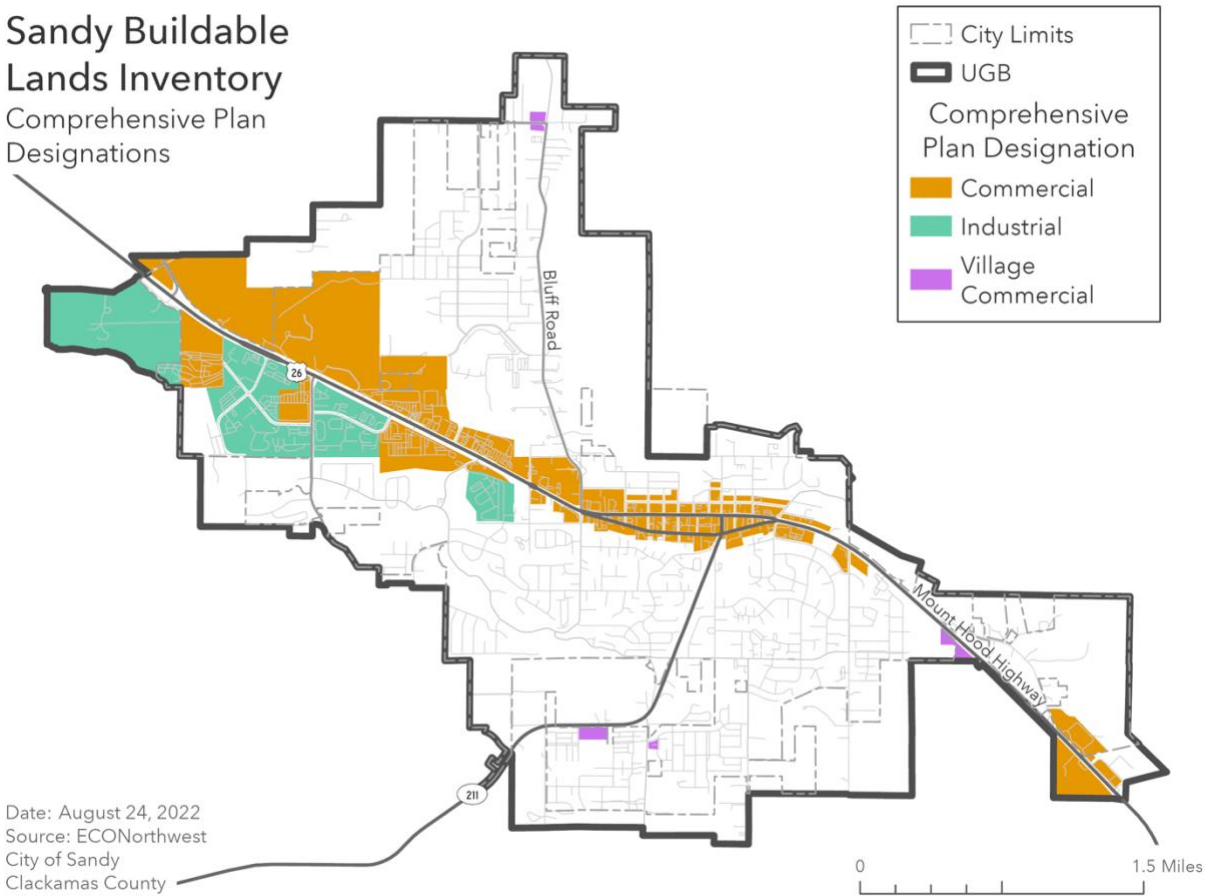 Sandy Buildable
Lands Inventory
Comprehensive Plan
Designations
City Limits
UGB
Comprehensive
Plan Designation
Commercial
Industrial
Village
Commercial
Bluff Road
26
Mount Hood Highway
211
Date: August 24, 2022
Source: ECONorthwest
City of Sandy
Clackamas County
0
1.5 Miles